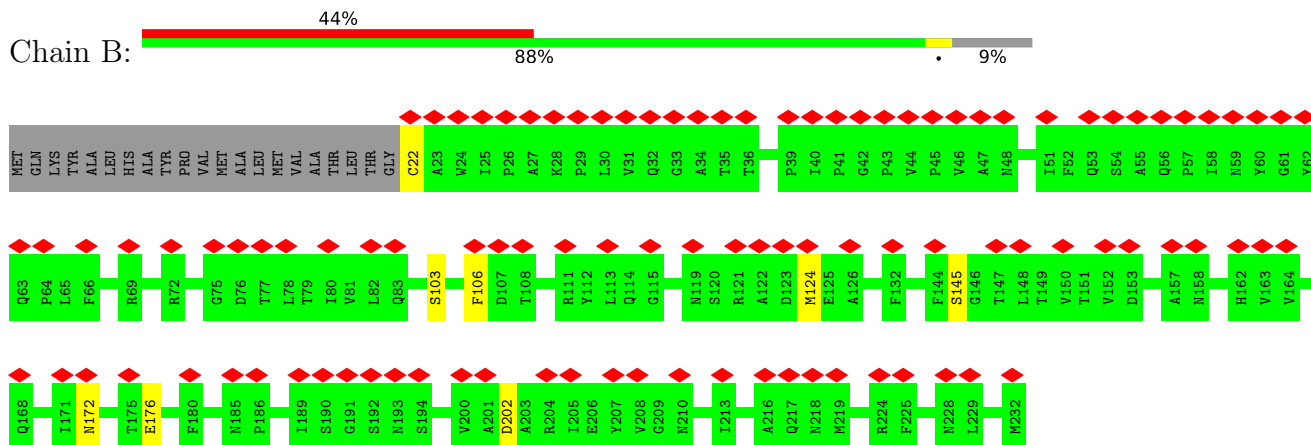 44%
Chain B:
88%
•
9%
MET GLN LYS TYR ALA LEU HIS ALA TYR PRO VAL MET ALA LEU MET VAL ALA THR LEU THR GLY C22 A23 W24 I25 P26 A27 K28 P29 L30 V31 Q32 G33 A34 T35 T36 P39 I40 P41 G42 P43 V44 P45 V46 A47 N48 I51 F52 Q53 S54 A55 Q56 P57 I58 N59 Y60 G61 Y62
Q63 P64 L65 F66 R69 R72 G75 D76 T77 L78 T79 I80 V81 L82 Q83 S103 F106 D107 T108 R111 Y112 L113 Q114 G115 N119 S120 R121 A122 D123 M124 E125 A126 F132 F144 S145 G146 T147 L148 T149 V150 T151 V152 D153 A157 N158 H162 V163 V164
Q168 I171 N172 T175 E176 F180 N185 P186 I189 S190 G191 S192 N193 S194 V200 A201 D202 A203 R204 I205 E206 Y207 V208 G209 N210 I213 A216 Q217 N218 M219 R224 F225 N228 L229 M232